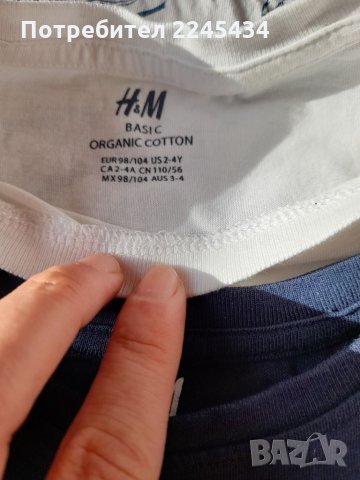 Потребител 2245434
H&M
BASIC
ORGANIC COTTON
EUR 98/104 US 2-4Y
CA 2-4A CN 110/56
MX 98/104 AUS 3-4
BAZAR